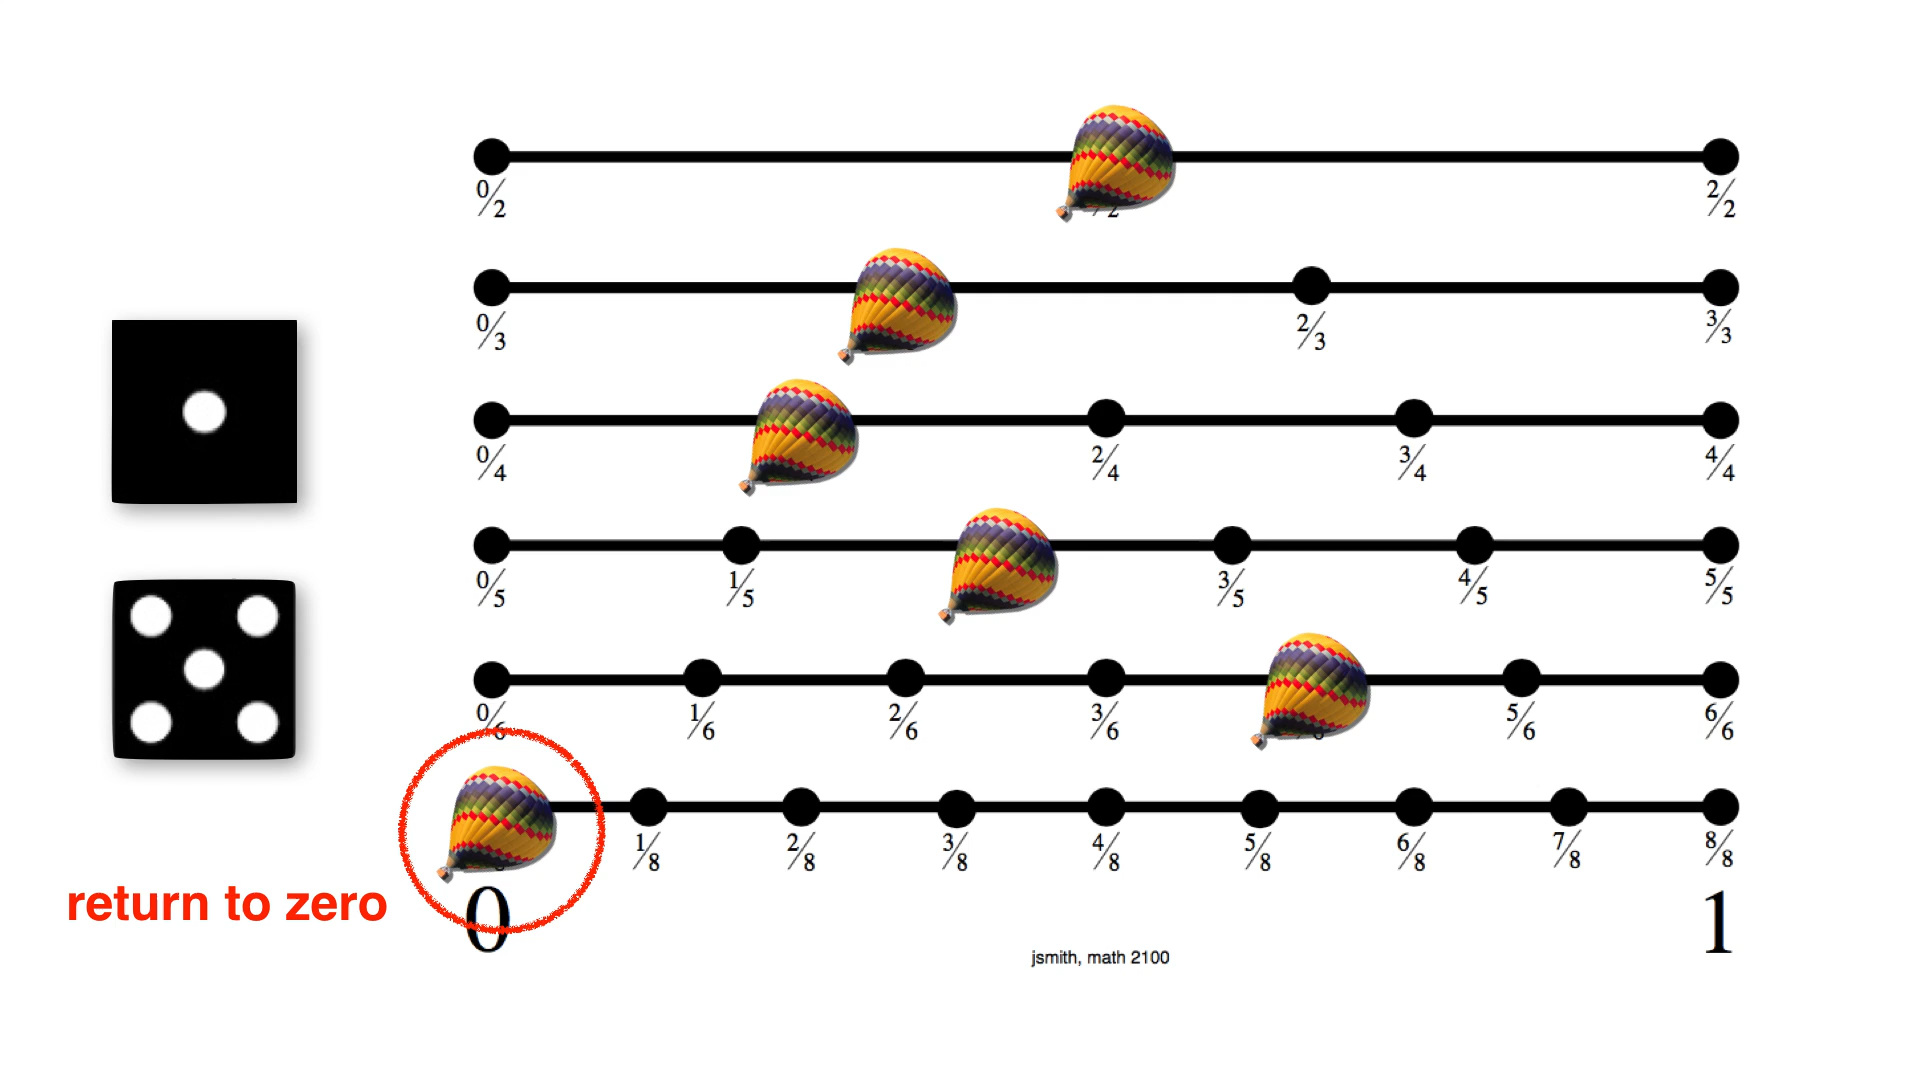 0/2 2/2
0/3 2/3 3/3
0/4 2/4 3/4 4/4
0/5 1/5 3/5 4/5 5/5
0/6 1/6 2/6 3/6 5/6 6/6
1/8 2/8 3/8 4/8 5/8 6/8 7/8 8/8
return to zero
0 1
jsmith, math 2100